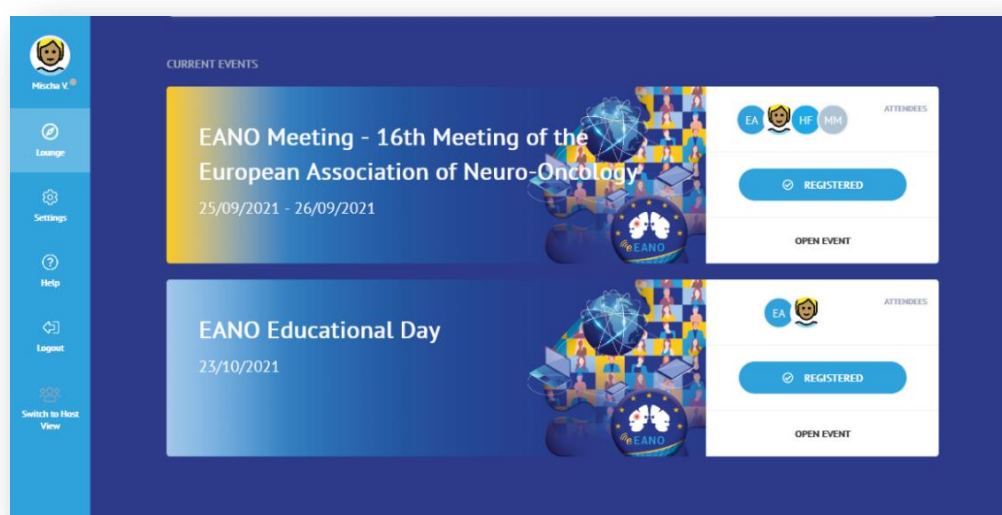 Mischa V.
Lounge
Settings
Help
Logout
Switch to Host
View
CURRENT EVENTS
EANO Meeting - 16th Meeting of the
European Association of Neuro-Oncology
25/09/2021 - 26/09/2021
eEANO
EA HF MM
ATTENDEES
REGISTERED
OPEN EVENT
EANO Educational Day
23/10/2021
eEANO
EA
ATTENDEES
REGISTERED
OPEN EVENT